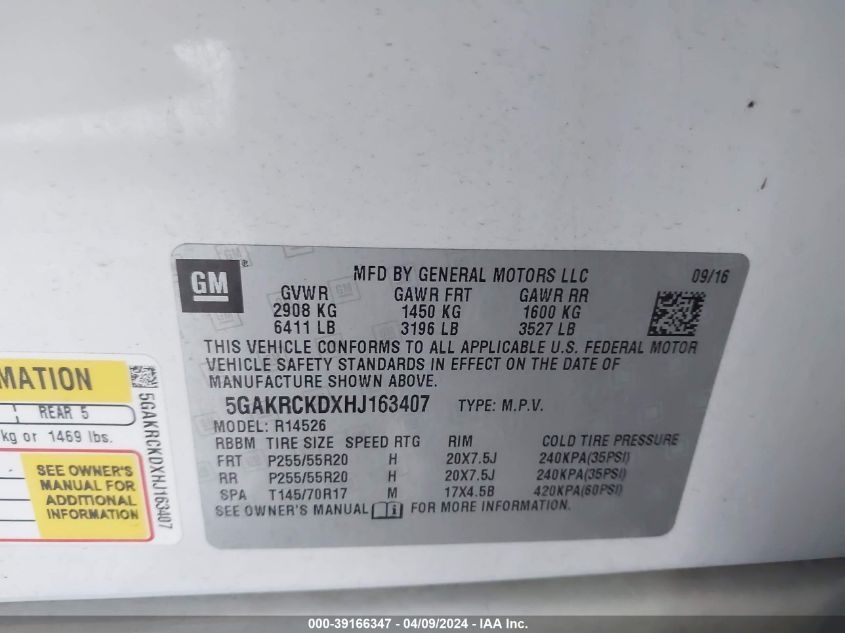 GM ®
MFD BY GENERAL MOTORS LLC 09/16
GVWR GAWR FRT GAWR RR
2908 KG 1450 KG 1600 KG
6411 LB 3196 LB 3527 LB
THIS VEHICLE CONFORMS TO ALL APPLICABLE U.S. FEDERAL MOTOR
VEHICLE SAFETY STANDARDS IN EFFECT ON THE DATE OF
MANUFACTURE SHOWN ABOVE.
5GAKRCKDXHJ163407 TYPE: M.P.V.
MODEL: R14526
RBBM TIRE SIZE SPEED RTG RIM COLD TIRE PRESSURE
FRT P255/55R20 H 20X7.5J 240KPA(35PSI)
RR P255/55R20 H 20X7.5J 240KPA(35PSI)
SPA T145/70R17 M 17X4.5B 420KPA(60PSI)
SEE OWNER'S MANUAL i FOR MORE INFORMATION.
MATION
REAR 5
kg or 1469 lbs.
SEE OWNER'S
MANUAL FOR
ADDITIONAL
INFORMATION
5GAKRCKDXHJ163407
000-39166347 - 04/09/2024 - IAA Inc.